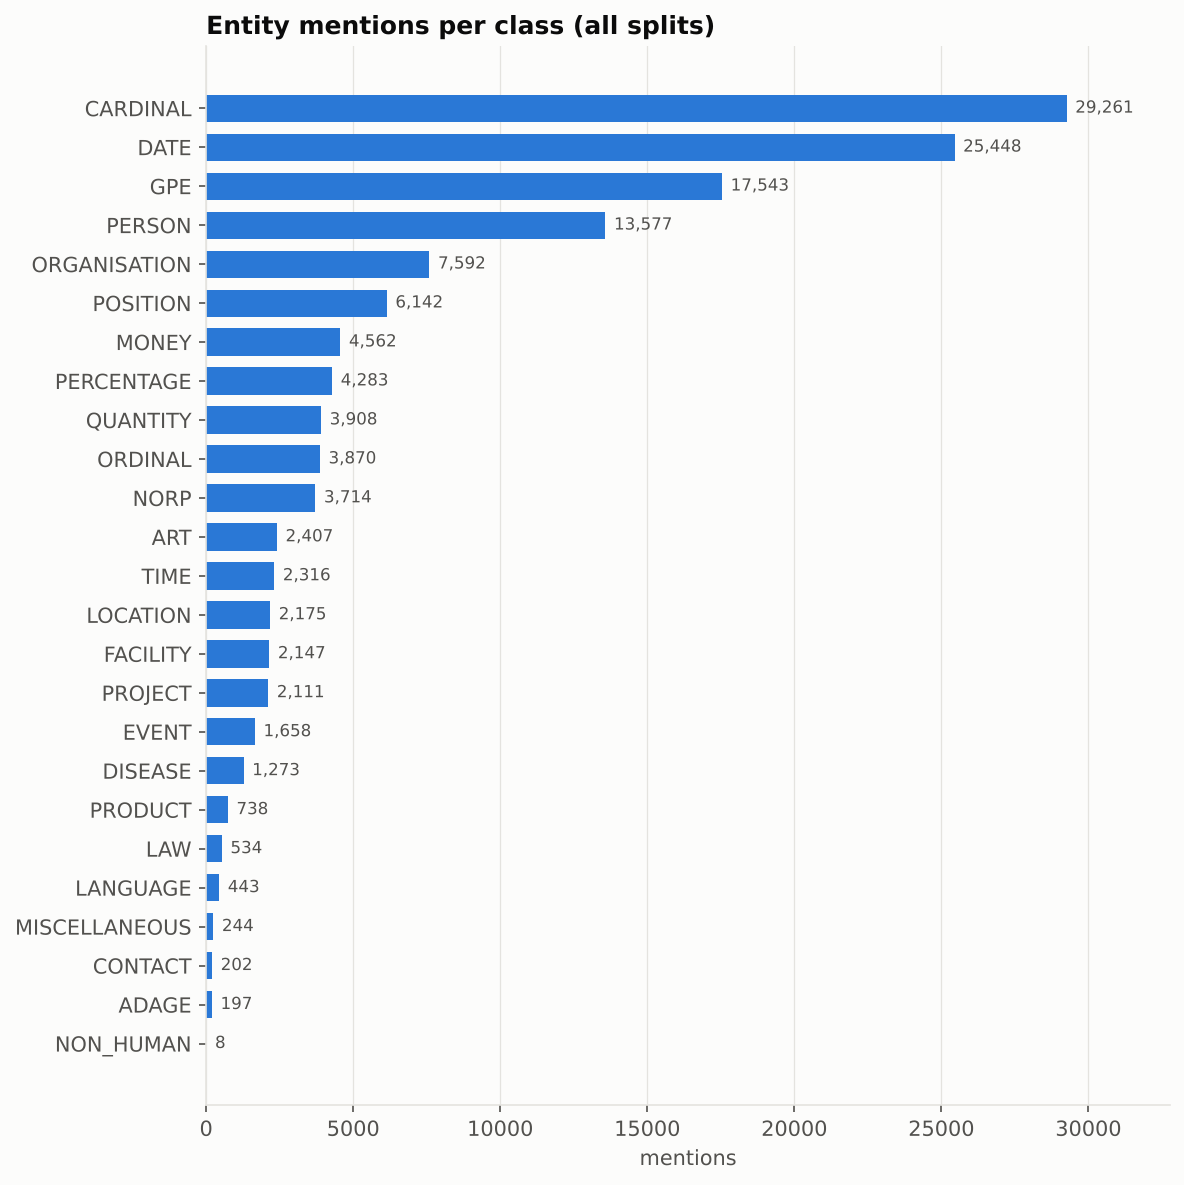 Entity mentions per class (all splits)
CARDINAL 29,261
DATE 25,448
GPE 17,543
PERSON 13,577
ORGANISATION 7,592
POSITION 6,142
MONEY 4,562
PERCENTAGE 4,283
QUANTITY 3,908
ORDINAL 3,870
NORP 3,714
ART 2,407
TIME 2,316
LOCATION 2,175
FACILITY 2,147
PROJECT 2,111
EVENT 1,658
DISEASE 1,273
PRODUCT 738
LAW 534
LANGUAGE 443
MISCELLANEOUS 244
CONTACT 202
ADAGE 197
NON_HUMAN 8
0 5000 10000 15000 20000 25000 30000
mentions